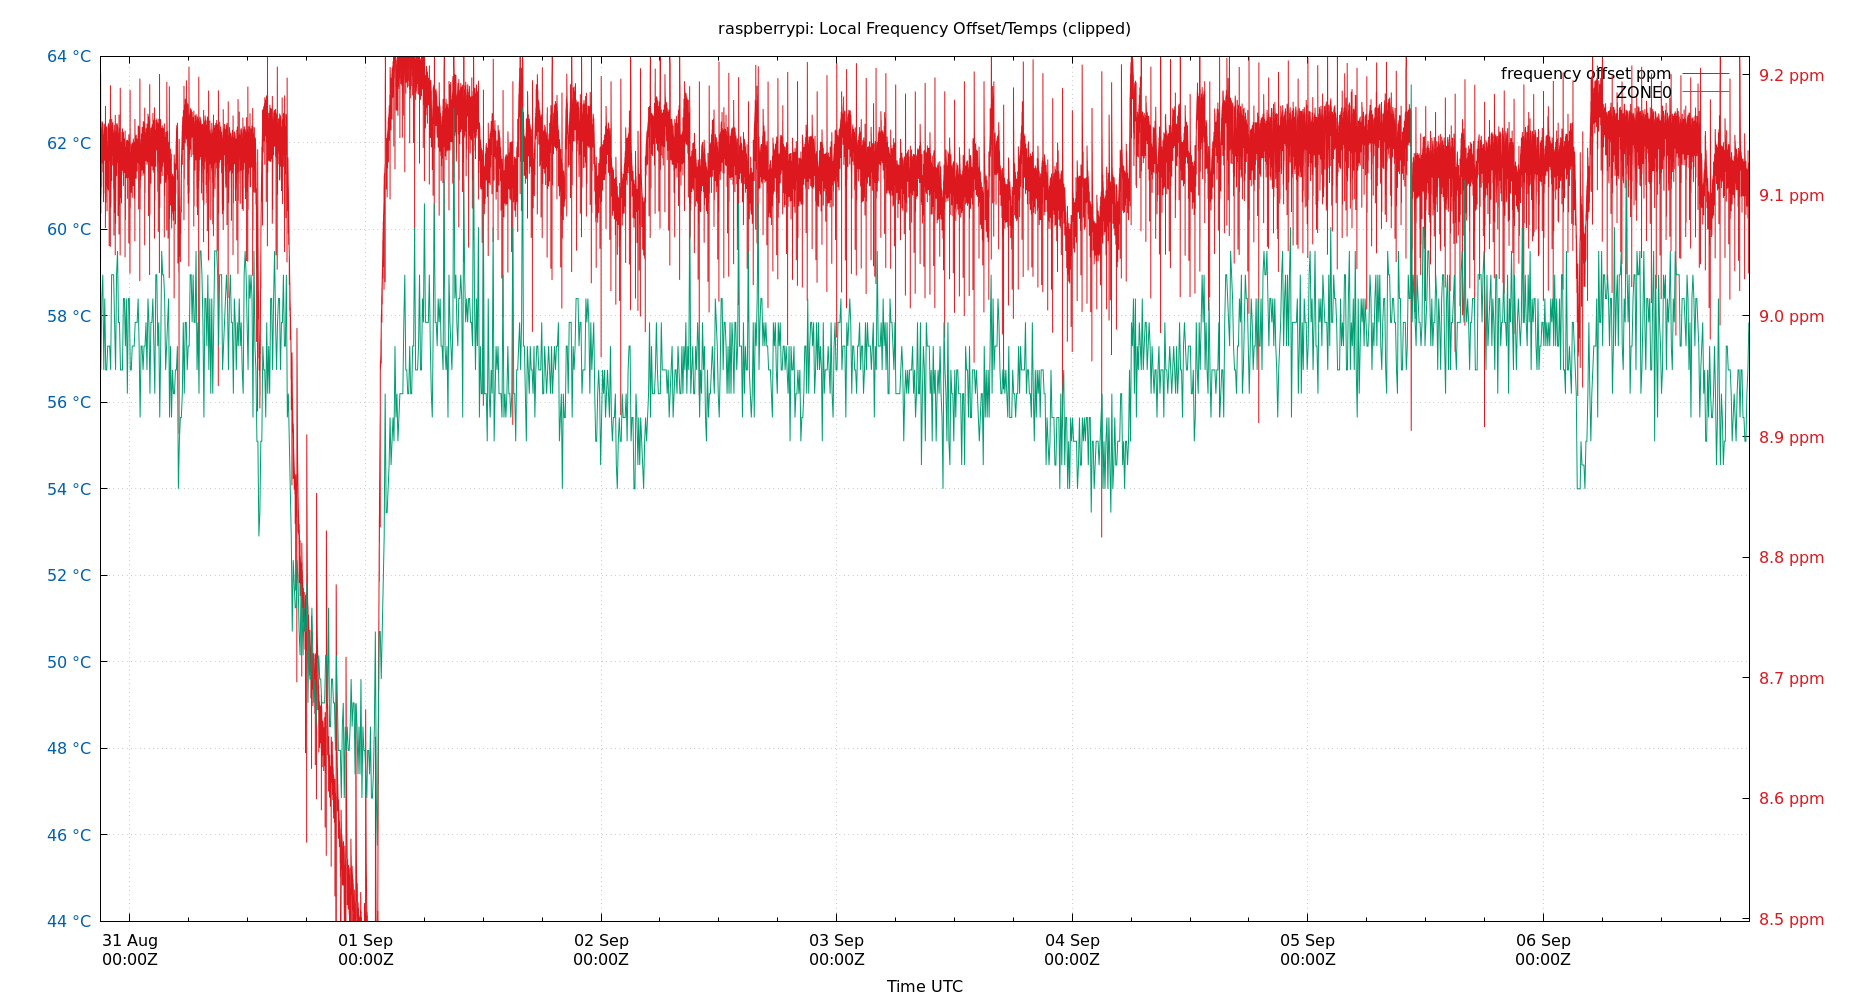 raspberrypi: Local Frequency Offset/Temps (clipped)
64 °C
62 °C
60 °C
58 °C
56 °C
54 °C
52 °C
50 °C
48 °C
46 °C
44 °C
frequency offset ppm
ZONE0
9.2 ppm
9.1 ppm
9.0 ppm
8.9 ppm
8.8 ppm
8.7 ppm
8.6 ppm
8.5 ppm
31 Aug
00:00Z
01 Sep
00:00Z
02 Sep
00:00Z
03 Sep
00:00Z
04 Sep
00:00Z
05 Sep
00:00Z
06 Sep
00:00Z
Time UTC